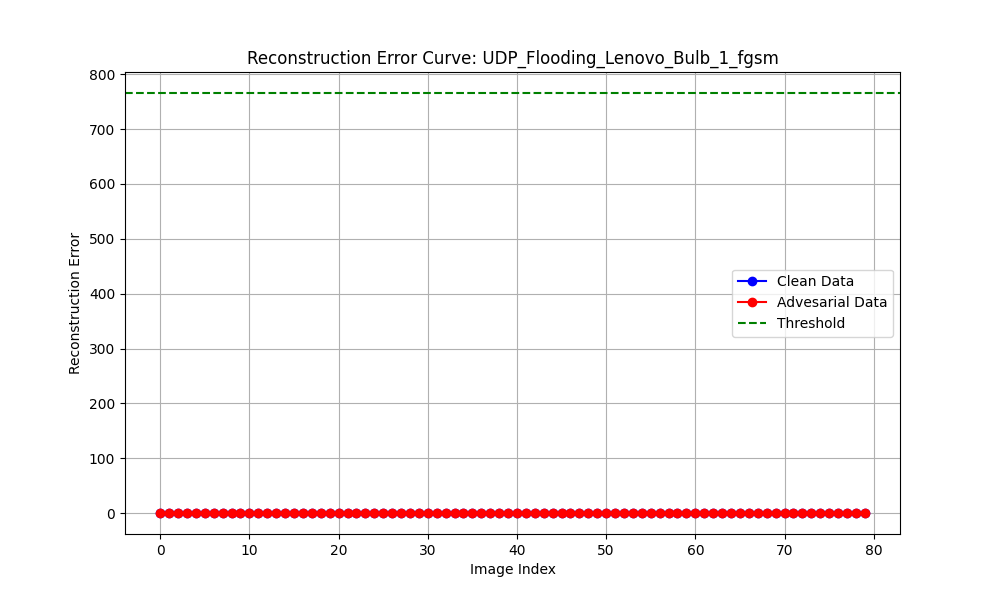 Reconstruction Error Curve: UDP_Flooding_Lenovo_Bulb_1_fgsm
800
700
600
500
400
300
200
100
0
Reconstruction Error
Clean Data
Advesarial Data
Threshold
0 10 20 30 40 50 60 70 80
Image Index